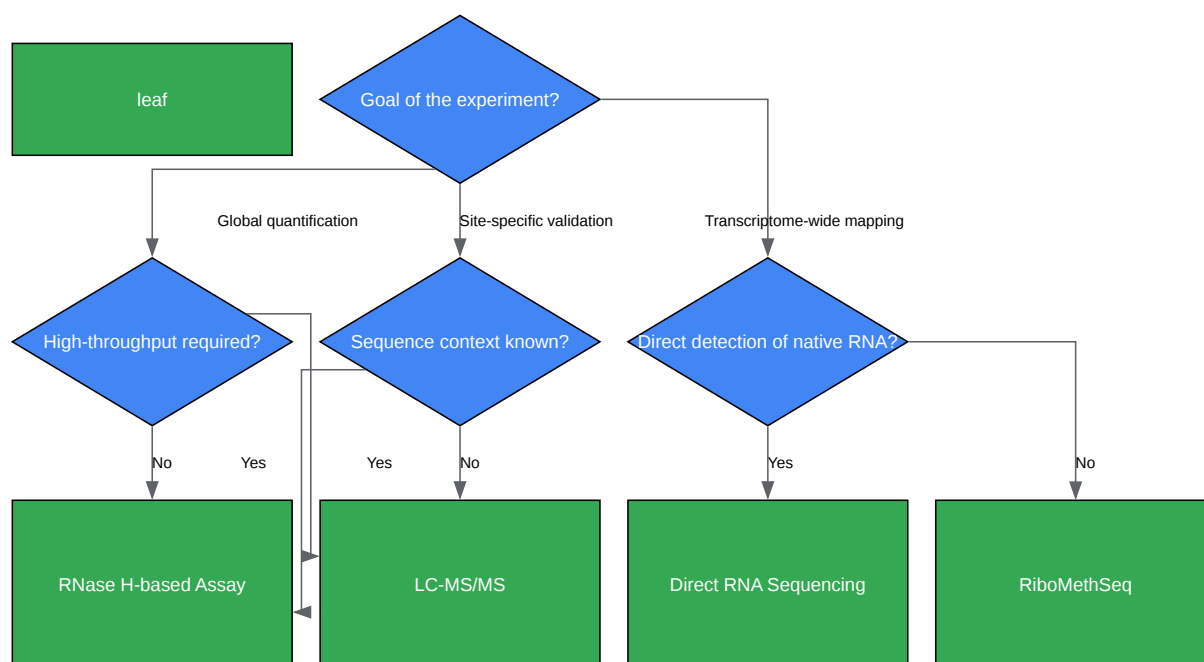 leaf
Goal of the experiment?
Global quantification
Site-specific validation
Transcriptome-wide mapping
High-throughput required?
Sequence context known?
Direct detection of native RNA?
No
Yes
Yes
No
Yes
No
RNase H-based Assay
LC-MS/MS
Direct RNA Sequencing
RiboMethSeq